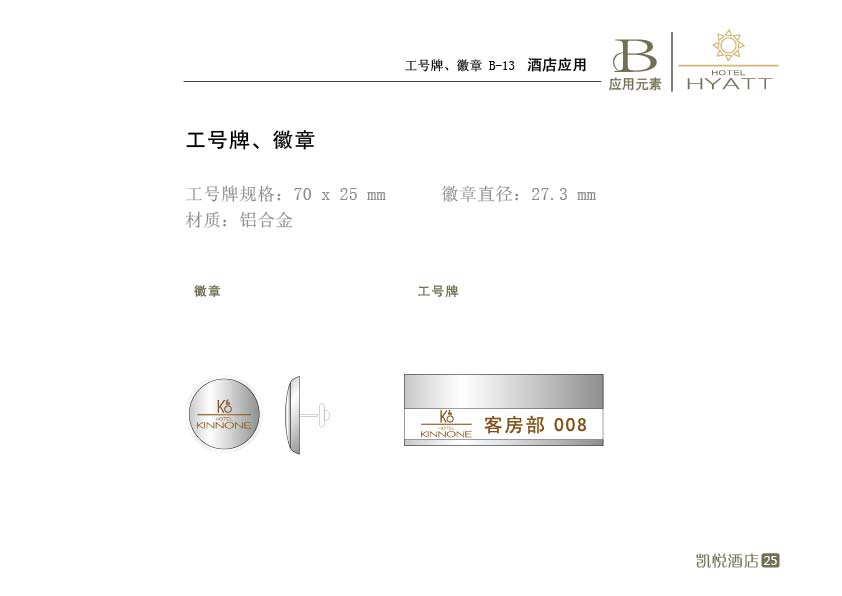 工号牌、徽章 B-13 酒店应用
B
应用元素
HOTEL
HYATT
工号牌、徽章
工号牌规格：70 x 25 mm
徽章直径：27.3 mm
材质：铝合金
徽章
工号牌
Ko
HOTEL
KINNONE
Ko
HOTEL
KINNONE
客房部 008
凯悦酒店 25